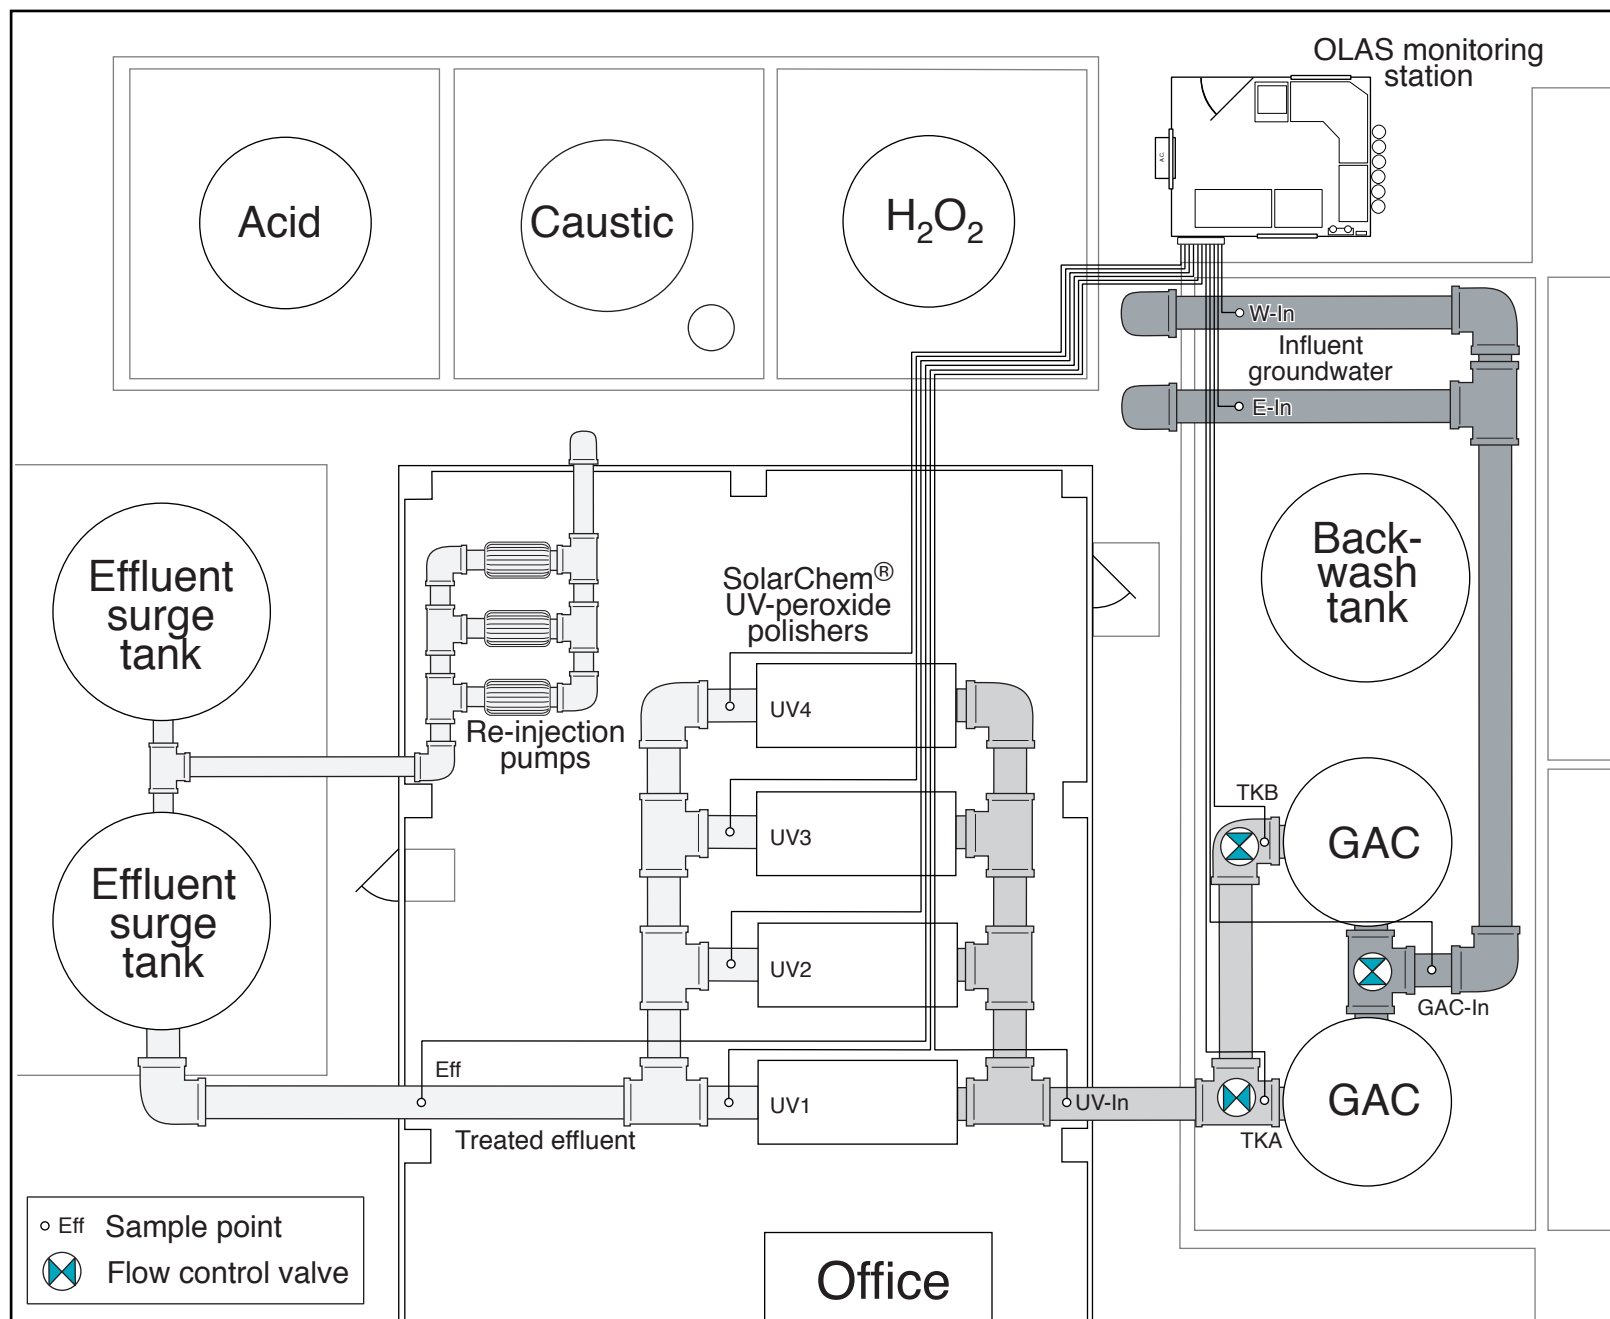 OLAS monitoring
station
Acid
Caustic
H₂O₂
A.C.
W-In
Influent
groundwater
E-In
Back-
wash
tank
Effluent
surge
tank
SolarChem®
UV-peroxide
polishers
UV4
Re-injection
pumps
TKB
UV3
GAC
Effluent
surge
tank
UV2
GAC-In
Eff
UV1
UV-In
GAC
Treated effluent
TKA
Eff Sample point
Flow control valve
Office